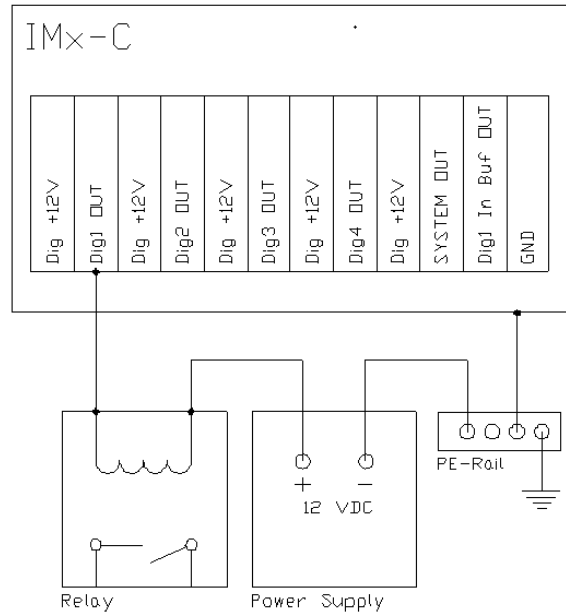 IMx-C
Dig +12V
Dig1 OUT
Dig +12V
Dig2 OUT
Dig +12V
Dig3 OUT
Dig +12V
Dig4 OUT
Dig +12V
SYSTEM OUT
Dig1 In Buf OUT
GND
PE-Rail
+ −
12 VDC
Relay
Power Supply